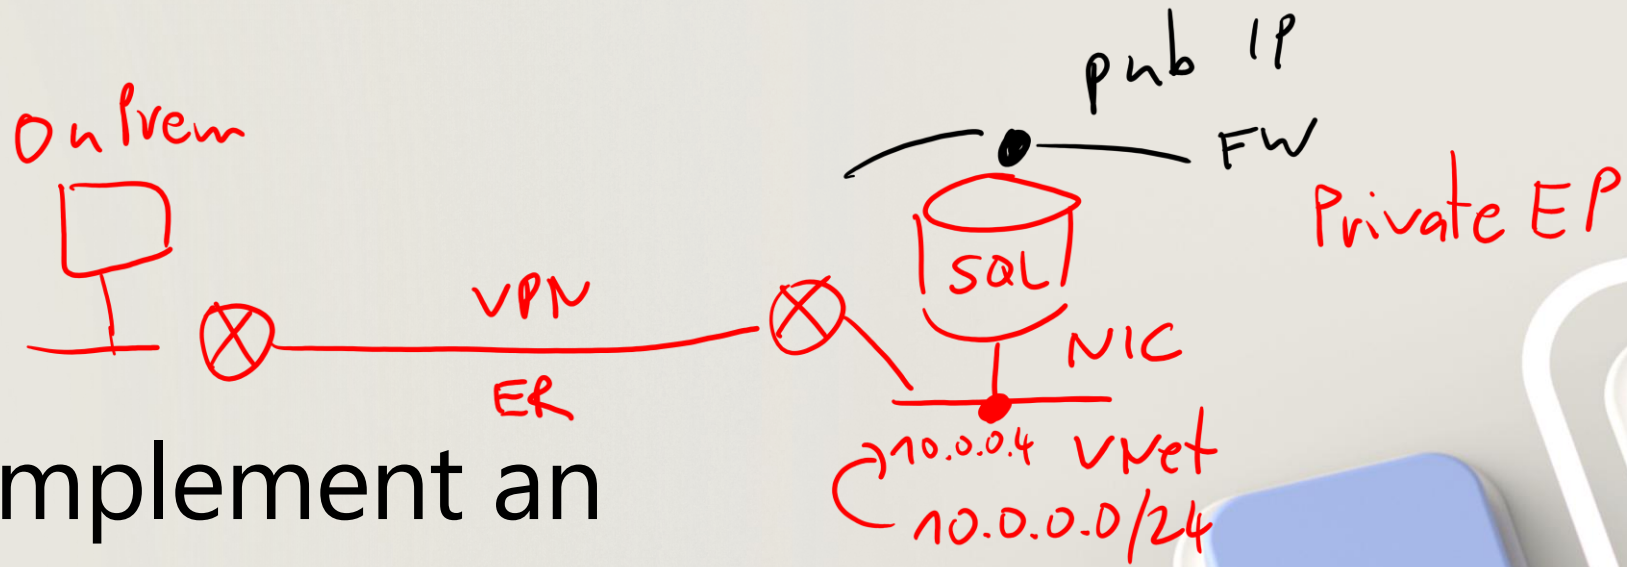 pub IP
FW
OnPrem
Private EP
SQL
VPN
NIC
ER
10.0.0.4 VNet
10.0.0.0/24
mplement an